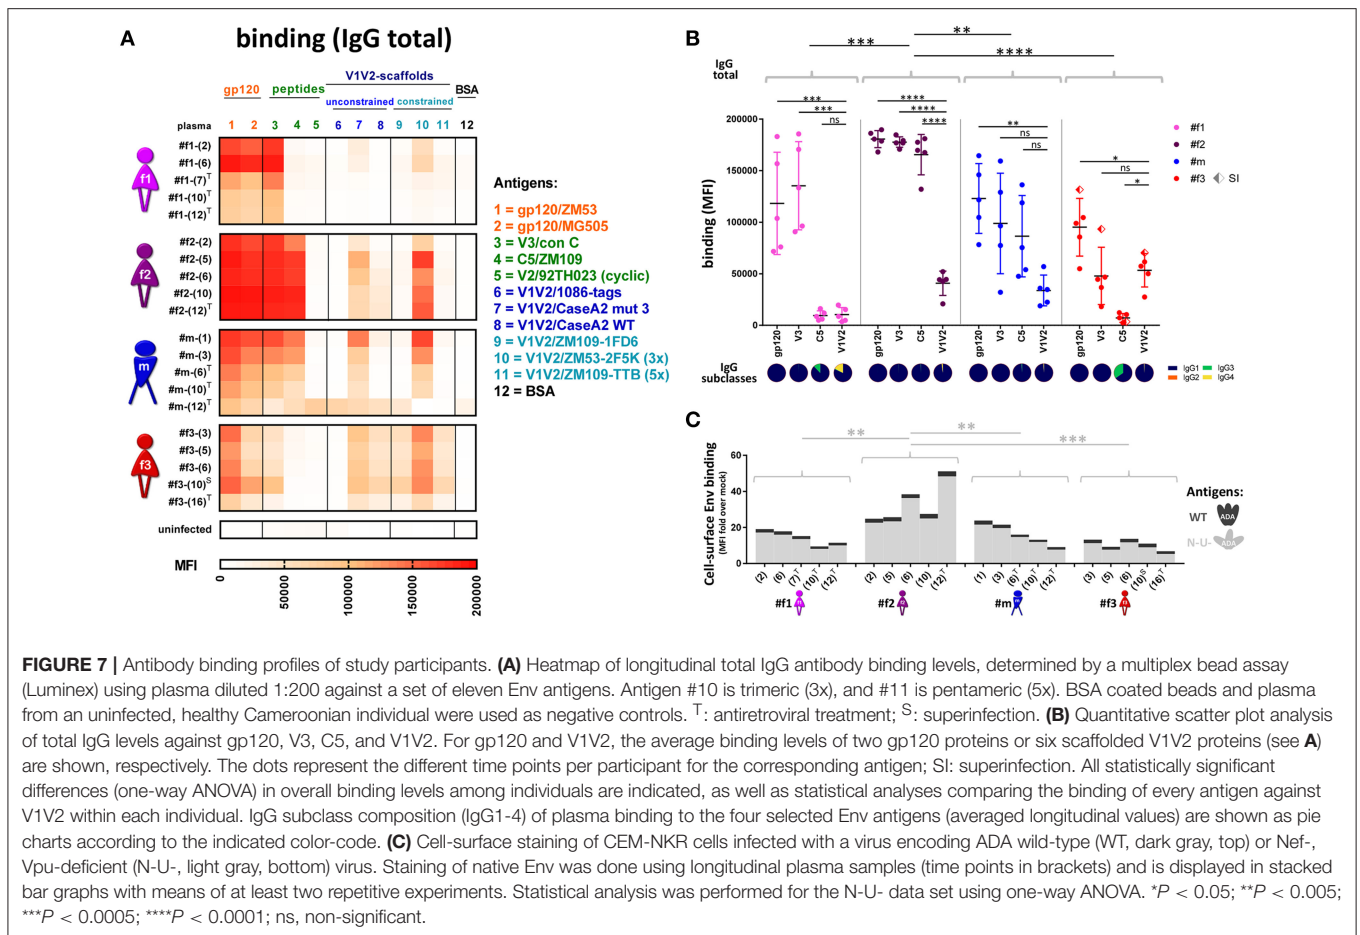 A
binding (IgG total)
V1V2-scaffolds
gp120
peptides
BSA
unconstrained
constrained
plasma
1 2 3 4 5 6 7 8 9 10 11 12
f1
#f1-(2)
#f1-(6)
#f1-(7)T
#f1-(10)T
#f1-(12)T
f2
#f2-(2)
#f2-(5)
#f2-(6)
#f2-(10)
#f2-(12)T
m
#m-(1)
#m-(3)
#m-(6)T
#m-(10)T
#m-(12)T
f3
#f3-(3)
#f3-(5)
#f3-(6)
#f3-(10)S
#f3-(16)T
uninfected
MFI
0 50000 100000 150000 200000
Antigens:
1 = gp120/ZM53
2 = gp120/MG505
3 = V3/con C
4 = C5/ZM109
5 = V2/92TH023 (cyclic)
6 = V1V2/1086-tags
7 = V1V2/CaseA2 mut 3
8 = V1V2/CaseA2 WT
9 = V1V2/ZM109-1FD6
10 = V1V2/ZM53-2F5K (3x)
11 = V1V2/ZM109-TTB (5x)
12 = BSA
B
**
***
****
IgG
total
*** **** ** *
*** **** ns ns
ns **** ns *
binding (MFI)
200000
150000
100000
50000
0
#f1
#f2
#m
#f3 SI
gp120 V3 C5 V1V2 gp120 V3 C5 V1V2 gp120 V3 C5 V1V2 gp120 V3 C5 V1V2
IgG
subclasses
IgG1 IgG3
IgG2 IgG4
C
** **
***
Cell-surface Env binding
(MFI fold over mock)
60
40
20
0
(2) (6) (7)T (10)T (12)T (2) (5) (6) (10) (12)T (1) (3) (6)T (10)T (12)T (3) (5) (6) (10)S (16)T
#f1 #f2 #m #f3
Antigens:
WT ADA
N-U- ADA
FIGURE 7 | Antibody binding profiles of study participants. (A) Heatmap of longitudinal total IgG antibody binding levels, determined by a multiplex bead assay
(Luminex) using plasma diluted 1:200 against a set of eleven Env antigens. Antigen #10 is trimeric (3x), and #11 is pentameric (5x). BSA coated beads and plasma
from an uninfected, healthy Cameroonian individual were used as negative controls. T: antiretroviral treatment; S: superinfection. (B) Quantitative scatter plot analysis
of total IgG levels against gp120, V3, C5, and V1V2. For gp120 and V1V2, the average binding levels of two gp120 proteins or six scaffolded V1V2 proteins (see A)
are shown, respectively. The dots represent the different time points per participant for the corresponding antigen; SI: superinfection. All statistically significant
differences (one-way ANOVA) in overall binding levels among individuals are indicated, as well as statistical analyses comparing the binding of every antigen against
V1V2 within each individual. IgG subclass composition (IgG1-4) of plasma binding to the four selected Env antigens (averaged longitudinal values) are shown as pie
charts according to the indicated color-code. (C) Cell-surface staining of CEM-NKR cells infected with a virus encoding ADA wild-type (WT, dark gray, top) or Nef-,
Vpu-deficient (N-U-, light gray, bottom) virus. Staining of native Env was done using longitudinal plasma samples (time points in brackets) and is displayed in stacked
bar graphs with means of at least two repetitive experiments. Statistical analysis was performed for the N-U- data set using one-way ANOVA. *P < 0.05; **P < 0.005;
***P < 0.0005; ****P < 0.0001; ns, non-significant.